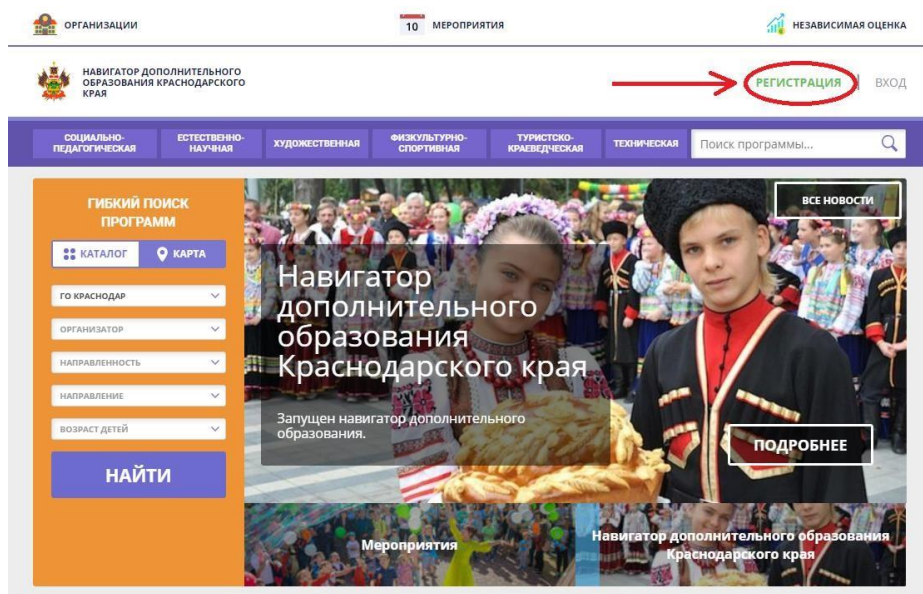 ОРГАНИЗАЦИИ
10 МЕРОПРИЯТИЯ
НЕЗАВИСИМАЯ ОЦЕНКА
НАВИГАТОР ДОПОЛНИТЕЛЬНОГО
ОБРАЗОВАНИЯ КРАСНОДАРСКОГО
КРАЯ
РЕГИСТРАЦИЯ
ВХОД
СОЦИАЛЬНО-
ПЕДАГОГИЧЕСКАЯ
ЕСТЕСТВЕННО-
НАУЧНАЯ
ХУДОЖЕСТВЕННАЯ
ФИЗКУЛЬТУРНО-
СПОРТИВНАЯ
ТУРИСТСКО-
КРАЕВЕДЧЕСКАЯ
ТЕХНИЧЕСКАЯ
Поиск программы...
ГИБКИЙ ПОИСК
ПРОГРАММ
КАТАЛОГ
КАРТА
ГО КРАСНОДАР
ОРГАНИЗАТОР
НАПРАВЛЕННОСТЬ
НАПРАВЛЕНИЕ
ВОЗРАСТ ДЕТЕЙ
НАЙТИ
ВСЕ НОВОСТИ
Навигатор
дополнительного
образования
Краснодарского края
Запущен навигатор дополнительного
образования.
ПОДРОБНЕЕ
Мероприятия
Навигатор дополнительного образования
Краснодарского края